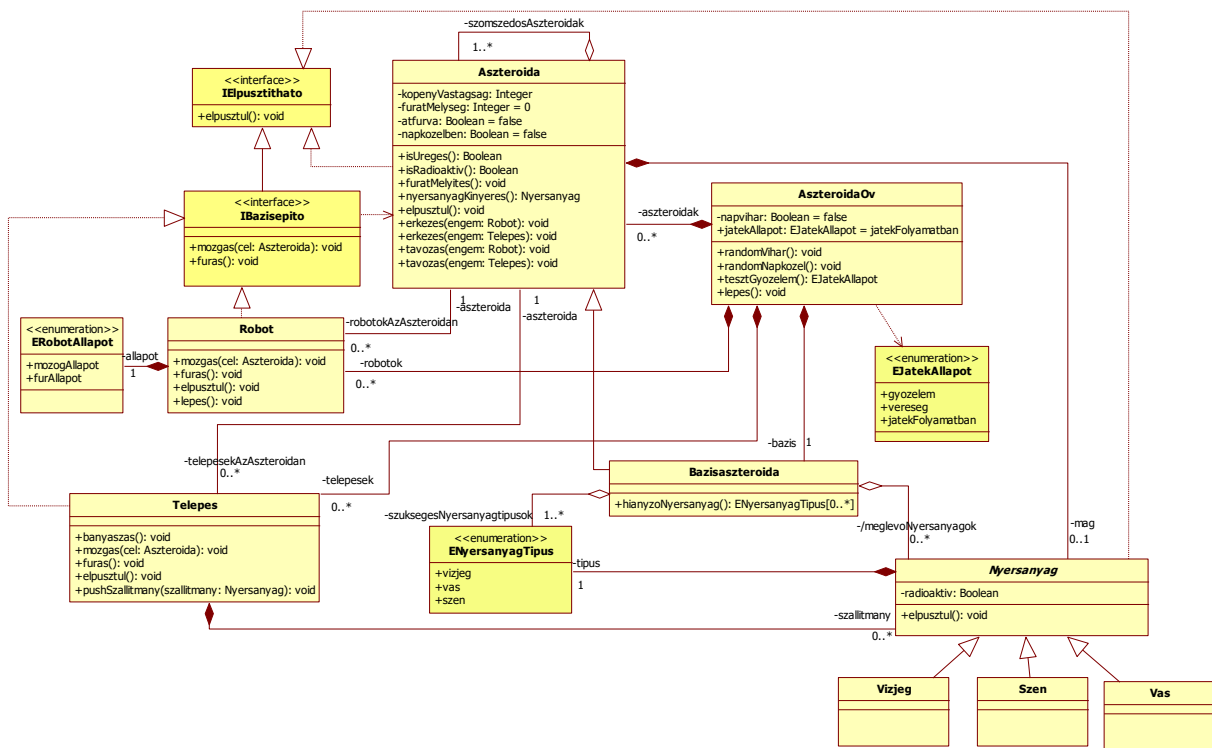 -szomszedosAszteroidak
1..*
<<interface>>
IElpusztithato
+elpusztul(): void
Aszteroida
-kopenyVastagsag: Integer
-furatMelyseg: Integer = 0
-atfurva: Boolean = false
-napkozelben: Boolean = false
+isUreges(): Boolean
+isRadioaktiv(): Boolean
+furatMelyites(): void
+nyersanyagKinyeres(): Nyersanyag
+elpusztul(): void
+erkezes(engem: Robot): void
+erkezes(engem: Telepes): void
+tavozas(engem: Robot): void
+tavozas(engem: Telepes): void
<<interface>>
IBazisepito
+mozgas(cel: Aszteroida): void
+furas(): void
-aszteroidak
0..*
AszteroidaOv
-napvihar: Boolean = false
+jatekAllapot: EJatekAllapot = jatekFolyamatban
+randomVihar(): void
+randomNapkozel(): void
+tesztGyozelem(): EJatekAllapot
+lepes(): void
1
-aszteroida
1
-aszteroida
-robotokAzAszteroidan
0..*
-robotok
0..*
<<enumeration>>
ERobotAllapot
+mozogAllapot
+furAllapot
-allapot
1
Robot
+mozgas(cel: Aszteroida): void
+furas(): void
+elpusztul(): void
+lepes(): void
<<enumeration>>
EJatekAllapot
+gyozelem
+vereseg
+jatekFolyamatban
-bazis
1
-telepesekAzAszteroidan
0..*
-telepesek
0..*
Telepes
+banyaszas(): void
+mozgas(cel: Aszteroida): void
+furas(): void
+elpusztul(): void
+pushSzallitmany(szallitmany: Nyersanyag): void
Bazisaszteroida
+hianyzoNyersanyag(): ENyersanyagTipus[0..*]
-szuksegesNyersanyagtipusok
1..*
-/meglevoNyersanyagok
0..*
-mag
0..1
<<enumeration>>
ENyersanyagTipus
+vizjeg
+vas
+szen
-tipus
1
Nyersanyag
-radioaktiv: Boolean
+elpusztul(): void
-szallitmany
0..*
Vizjeg
Szen
Vas